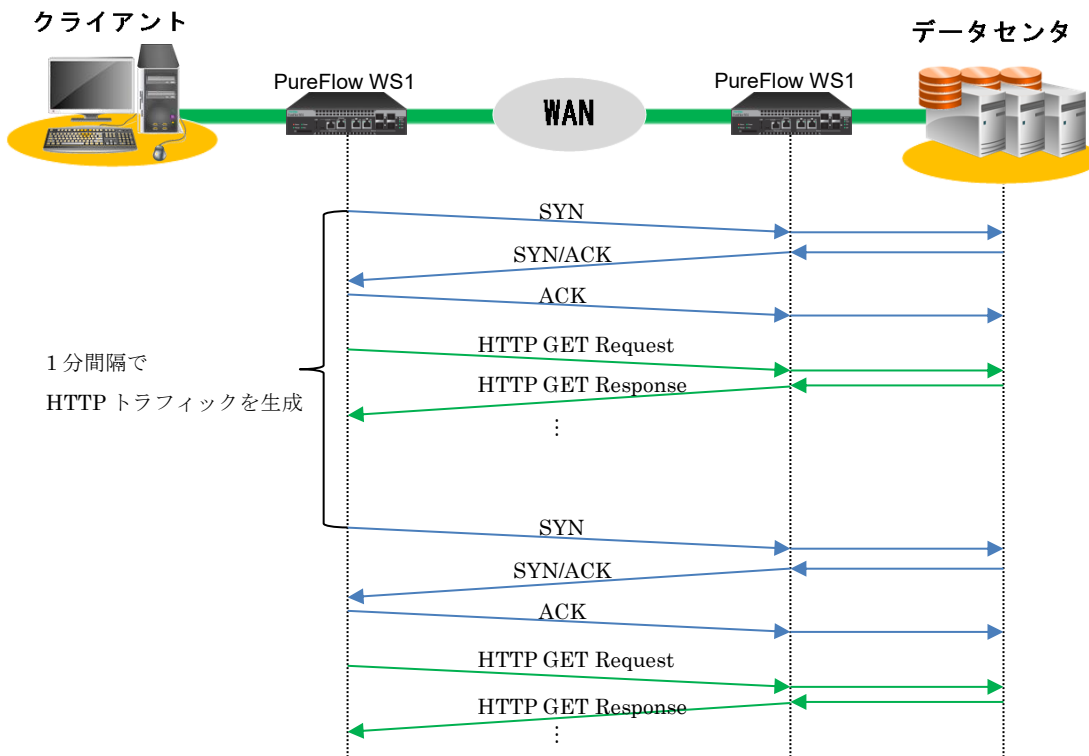 クライアント
データセンタ
PureFlow WS1
PureFlow WS1
WAN
SYN
SYN/ACK
ACK
1 分間隔で
HTTP トラフィックを生成
HTTP GET Request
HTTP GET Response
⋮
SYN
SYN/ACK
ACK
HTTP GET Request
HTTP GET Response
⋮